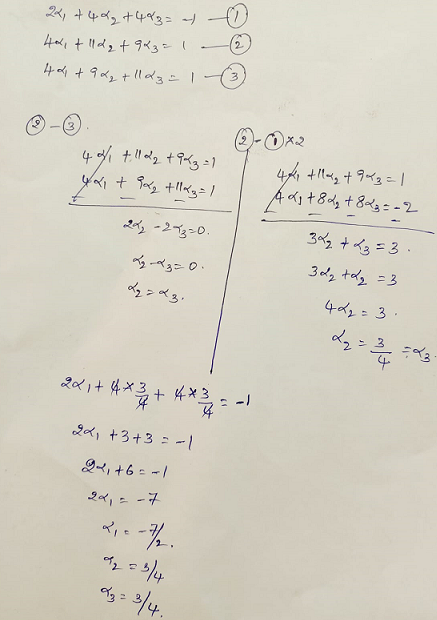 2α₁ + 4α₂ + 4α₃ = -1 — ①
4α₁ + 11α₂ + 9α₃ = 1 — ②
4α₁ + 9α₂ + 11α₃ = 1 — ③
② - ③.
4α₁ + 11α₂ + 9α₃ = 1
4α₁ + 9α₂ + 11α₃ = 1
2α₂ - 2α₃ = 0.
α₂ - α₃ = 0.
α₂ = α₃.
② - ① × 2
4α₁ + 11α₂ + 9α₃ = 1
4α₁ + 8α₂ + 8α₃ = -2
3α₂ + α₃ = 3.
3α₂ + α₂ = 3
4α₂ = 3.
α₂ = 3/4 = α₃.
2α₁ + 4 × 3/4 + 4 × 3/4 = -1
2α₁ + 3 + 3 = -1
2α₁ + 6 = -1
2α₁ = -7
α₁ = -7/2.
α₂ = 3/4
α₃ = 3/4.